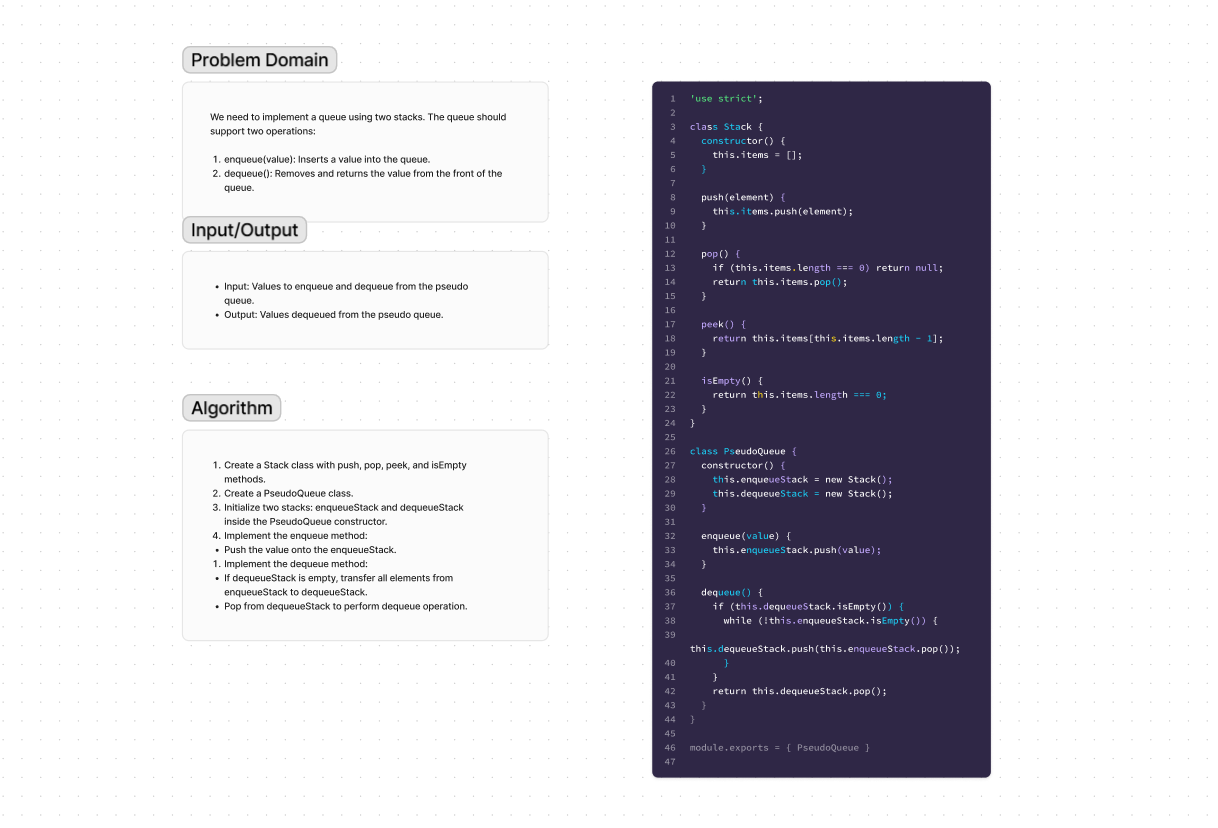 Problem Domain
We need to implement a queue using two stacks. The queue should
support two operations:
1. enqueue(value): Inserts a value into the queue.
2. dequeue(): Removes and returns the value from the front of the
queue.
Input/Output
• Input: Values to enqueue and dequeue from the pseudo
queue.
• Output: Values dequeued from the pseudo queue.
Algorithm
1. Create a Stack class with push, pop, peek, and isEmpty
methods.
2. Create a PseudoQueue class.
3. Initialize two stacks: enqueueStack and dequeueStack
inside the PseudoQueue constructor.
4. Implement the enqueue method:
• Push the value onto the enqueueStack.
1. Implement the dequeue method:
• If dequeueStack is empty, transfer all elements from
enqueueStack to dequeueStack.
• Pop from dequeueStack to perform dequeue operation.
1 'use strict';
2
3 class Stack {
4   constructor() {
5     this.items = [];
6   }
7
8   push(element) {
9     this.items.push(element);
10   }
11
12   pop() {
13     if (this.items.length === 0) return null;
14     return this.items.pop();
15   }
16
17   peek() {
18     return this.items[this.items.length - 1];
19   }
20
21   isEmpty() {
22     return this.items.length === 0;
23   }
24 }
25
26 class PseudoQueue {
27   constructor() {
28     this.enqueueStack = new Stack();
29     this.dequeueStack = new Stack();
30   }
31
32   enqueue(value) {
33     this.enqueueStack.push(value);
34   }
35
36   dequeue() {
37     if (this.dequeueStack.isEmpty()) {
38       while (!this.enqueueStack.isEmpty()) {
39
this.dequeueStack.push(this.enqueueStack.pop());
40       }
41     }
42     return this.dequeueStack.pop();
43   }
44 }
45
46 module.exports = { PseudoQueue }
47